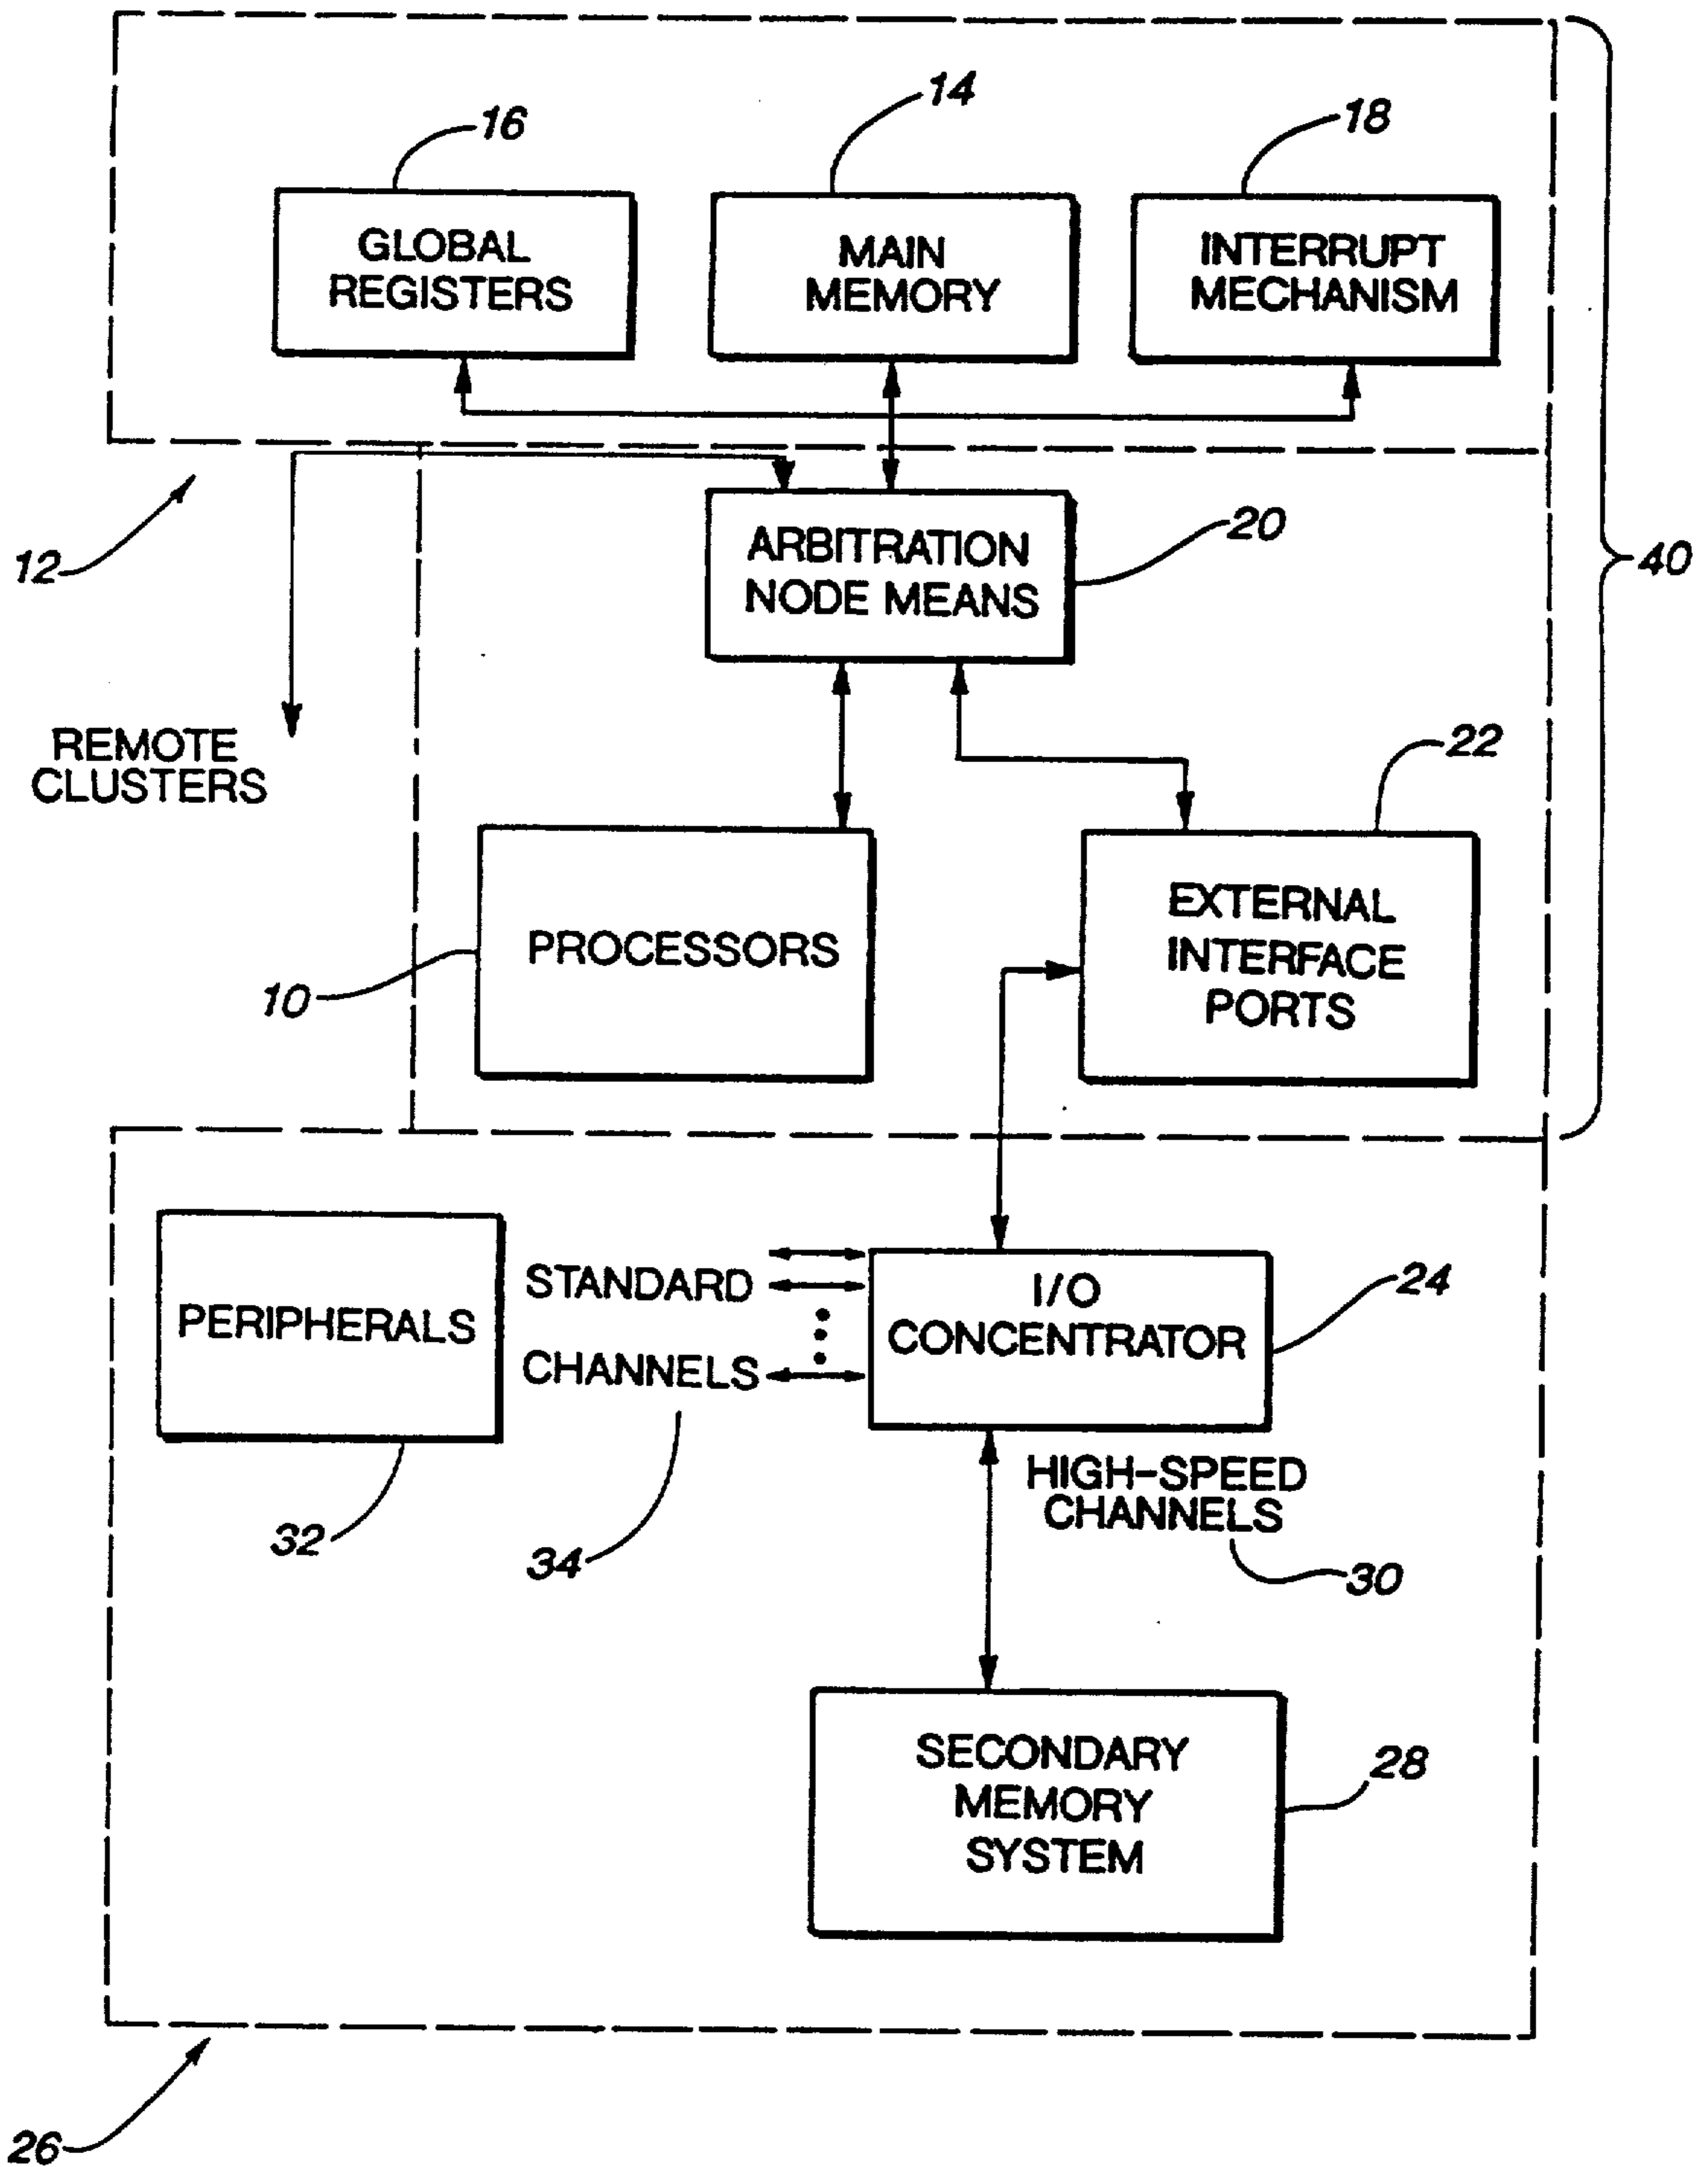 16
14
18
GLOBAL
REGISTERS
MAIN
MEMORY
INTERRUPT
MECHANISM
12
ARBITRATION
NODE MEANS
20
40
REMOTE
CLUSTERS
22
PROCESSORS
10
EXTERNAL
INTERFACE
PORTS
PERIPHERALS
32
STANDARD
CHANNELS
34
I/O
CONCENTRATOR
24
HIGH-SPEED
CHANNELS
30
SECONDARY
MEMORY
SYSTEM
28
26